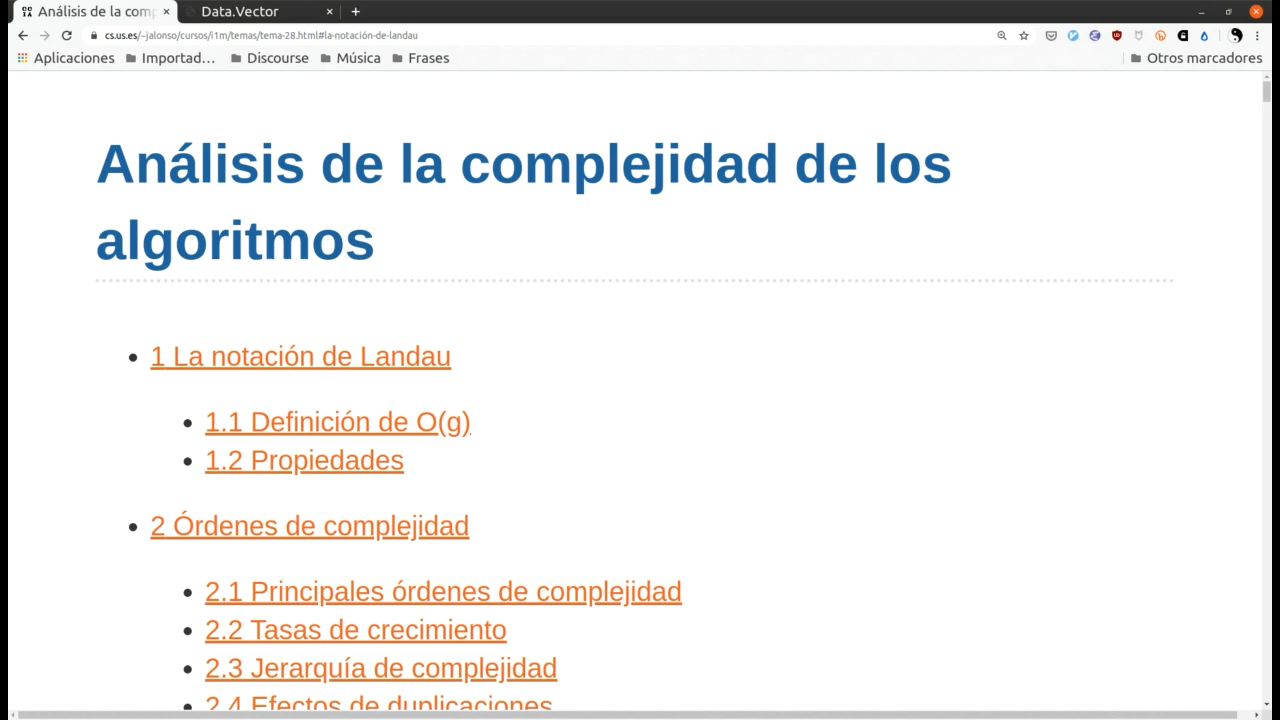 Análisis de la comp
Data.Vector
cs.us.es/~jalonso/cursos/i1m/temas/tema-28.html#la-notación-de-landau
Aplicaciones
Importad...
Discourse
Música
Frases
Otros marcadores
Análisis de la complejidad de los
algoritmos
1 La notación de Landau
1.1 Definición de O(g)
1.2 Propiedades
2 Órdenes de complejidad
2.1 Principales órdenes de complejidad
2.2 Tasas de crecimiento
2.3 Jerarquía de complejidad
2.4 Efectos de duplicaciones